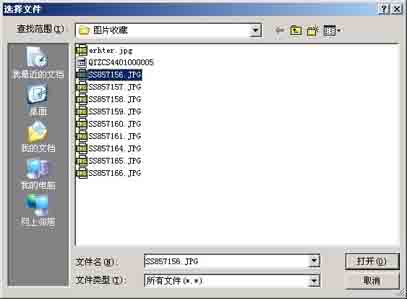 选择文件
查找范围(I):
图片收藏
我最近的文档
桌面
我的文档
我的电脑
网上邻居
erhter.jpg
QTZCS4401000005
SS857156.JPG
SS857157.JPG
SS857158.JPG
SS857159.JPG
SS857160.JPG
SS857161.JPG
SS857164.JPG
SS857165.JPG
SS857166.JPG
文件名(N):
SS857156.JPG
打开(O)
文件类型(T):
所有文件(*.*)
取消